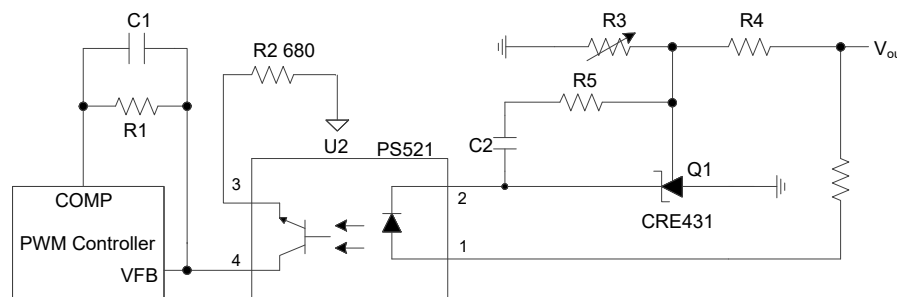 C1
R3
R4
R2 680
V_ou
R5
R1
U2
PS521
C2
3
2
Q1
COMP
CRE431
PWM Controller
1
VFB
4